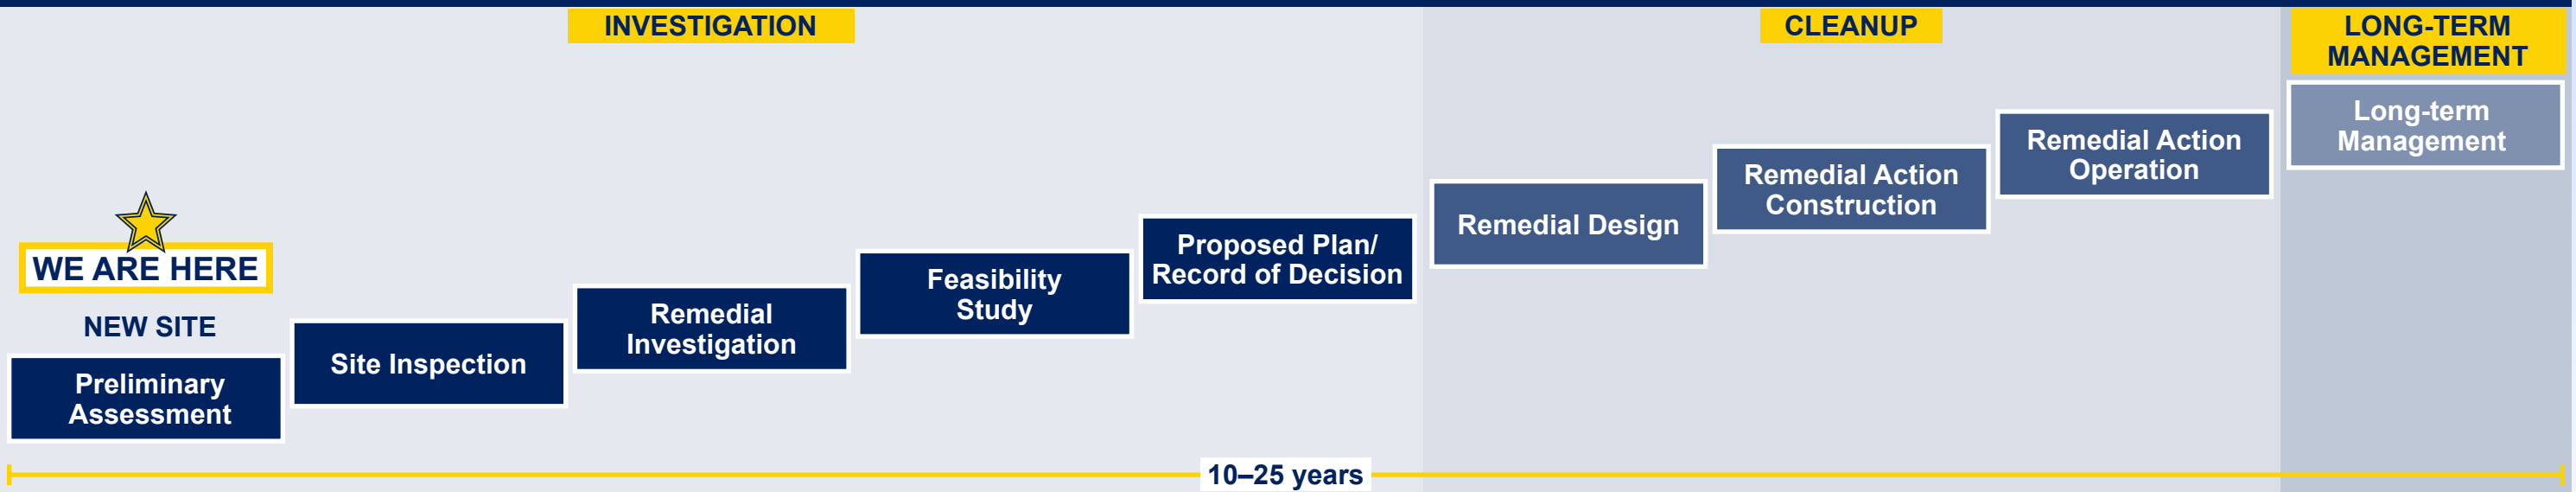 INVESTIGATION
CLEANUP
LONG-TERM
MANAGEMENT
WE ARE HERE
NEW SITE
Preliminary
Assessment
Site Inspection
Remedial
Investigation
Feasibility
Study
Proposed Plan/
Record of Decision
Remedial Design
Remedial Action
Construction
Remedial Action
Operation
Long-term
Management
10–25 years